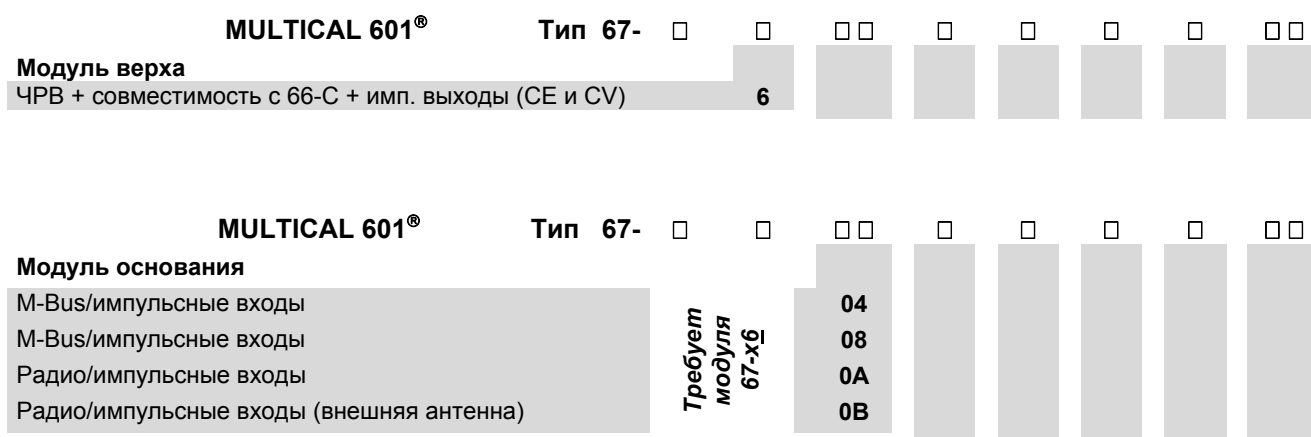 MULTICAL 601® Тип 67- □ □ □□ □ □ □ □ □□
Модуль верха
ЧРВ + совместимость с 66-C + имп. выходы (CE и CV) 6
MULTICAL 601® Тип 67- □ □ □□ □ □ □ □ □□
Модуль основания
M-Bus/импульсные входы 04
M-Bus/импульсные входы 08
Радио/импульсные входы 0A
Радио/импульсные входы (внешняя антенна) 0B
Требует
модуля
67-x6